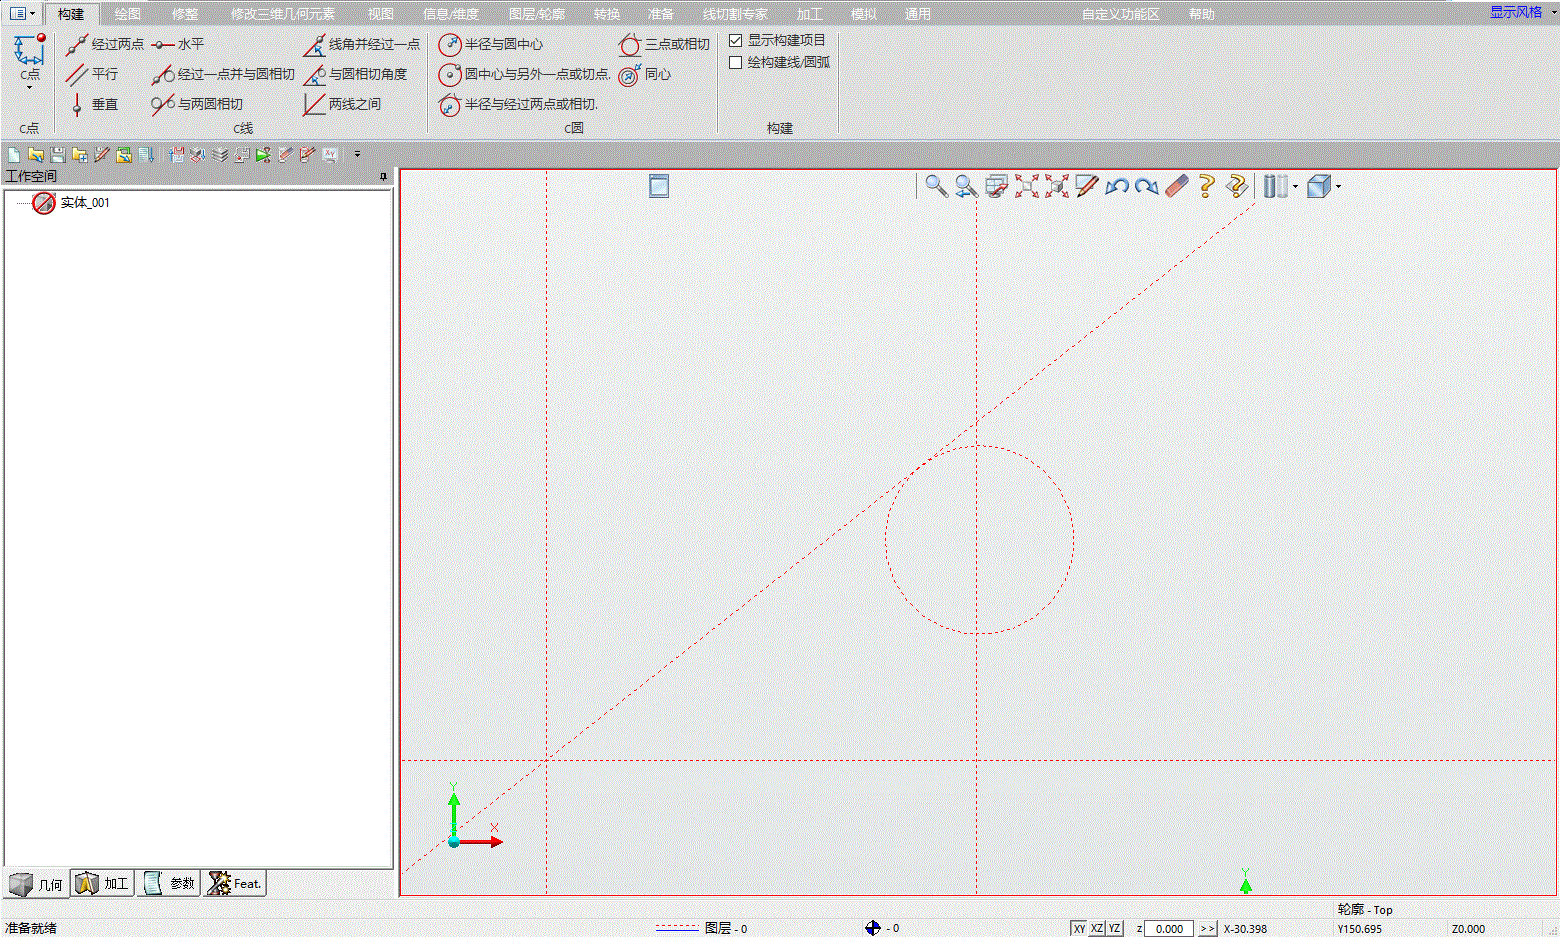 构建 绘图 修整 修改三维几何元素 视图 信息/维度 图层/轮廓 转换 准备 线切割专家 加工 模拟 通用 自定义功能区 帮助 显示风格
C点
经过两点 水平 线角并经过一点
平行 经过一点并与圆相切 与圆相切角度
垂直 与两圆相切 两线之间
半径与圆中心 三点或相切
圆中心与另外一点或切点. 同心
半径与经过两点或相切.
显示构建项目
绘构建线/圆弧
C点 C线 C圆 构建
工作空间
实体_001
Y
X
Y
几何 加工 参数 Feat.
轮廓 - Top
准备就绪 图层 - 0 - 0 XY XZ YZ z 0.000 >> X-30.398 Y150.695 Z0.000